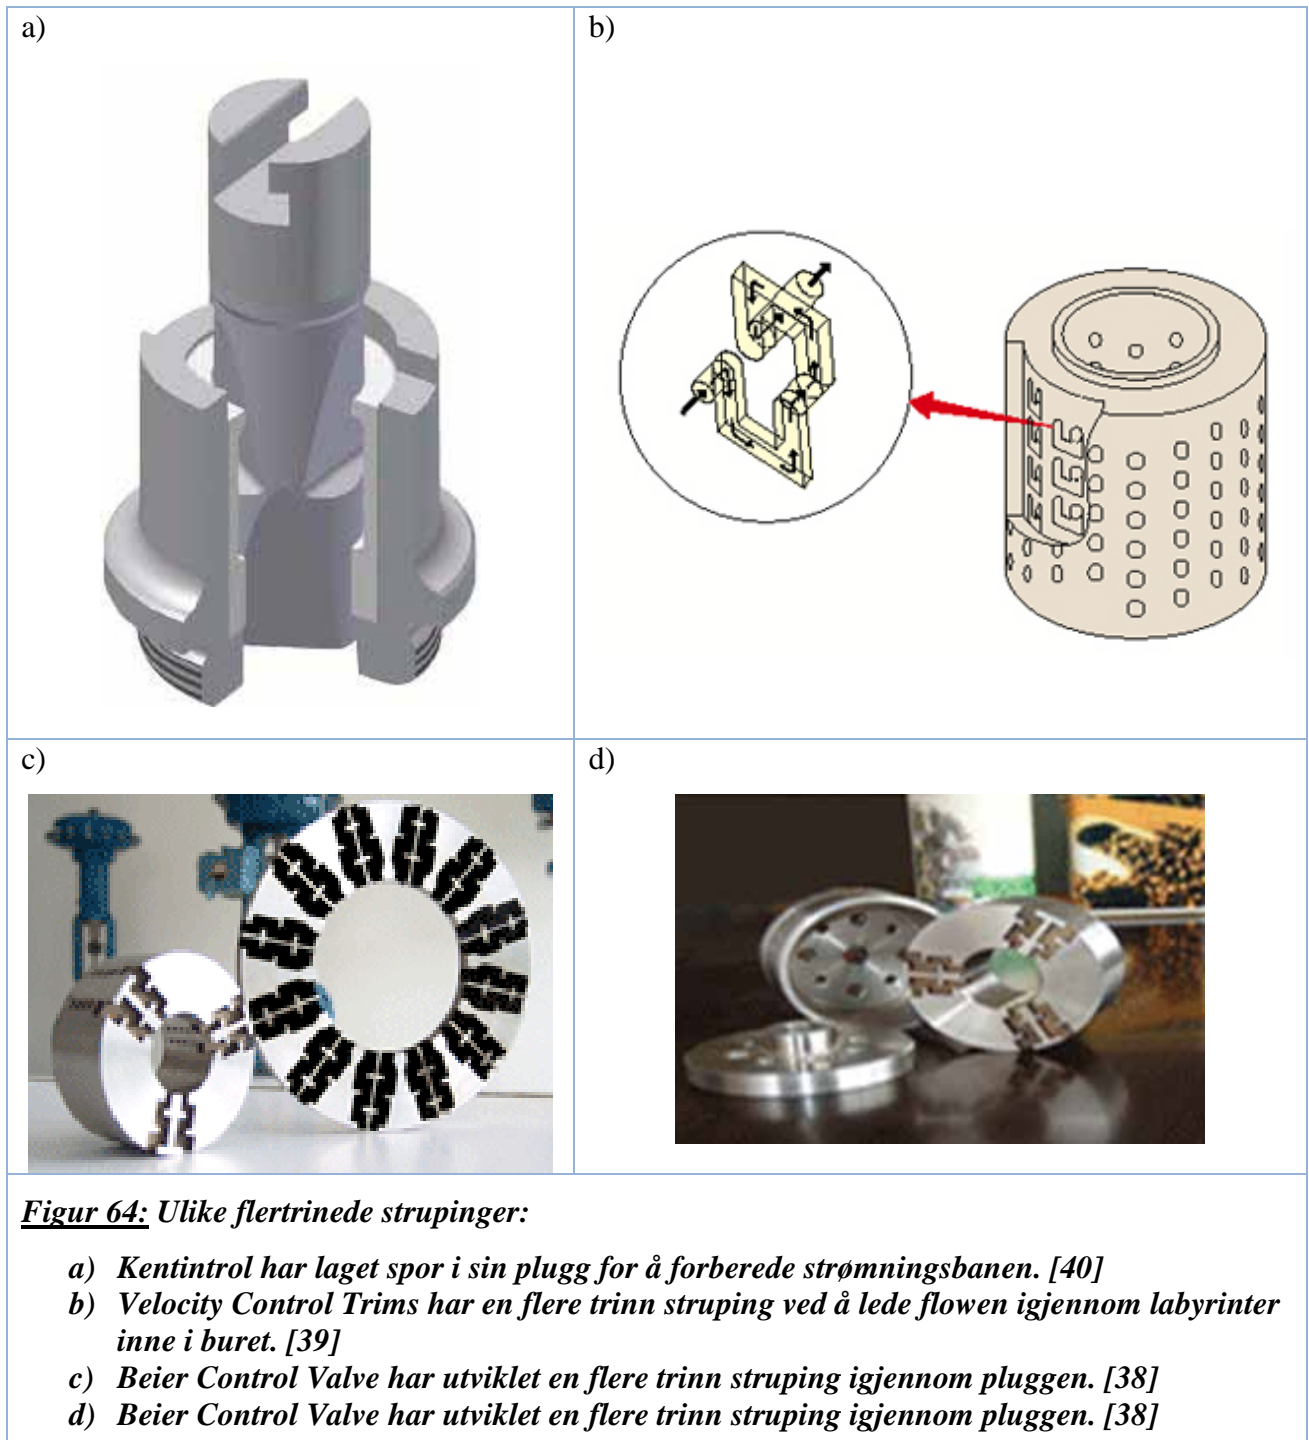 a)
b)
c)
d)
Figur 64: Ulike flertrinede strupinger:
a) Kentintrol har laget spor i sin plugg for å forberede strømningsbanen. [40]
b) Velocity Control Trims har en flere trinn struping ved å lede flowen igjennom labyrinter
inne i buret. [39]
c) Beier Control Valve har utviklet en flere trinn struping igjennom pluggen. [38]
d) Beier Control Valve har utviklet en flere trinn struping igjennom pluggen. [38]